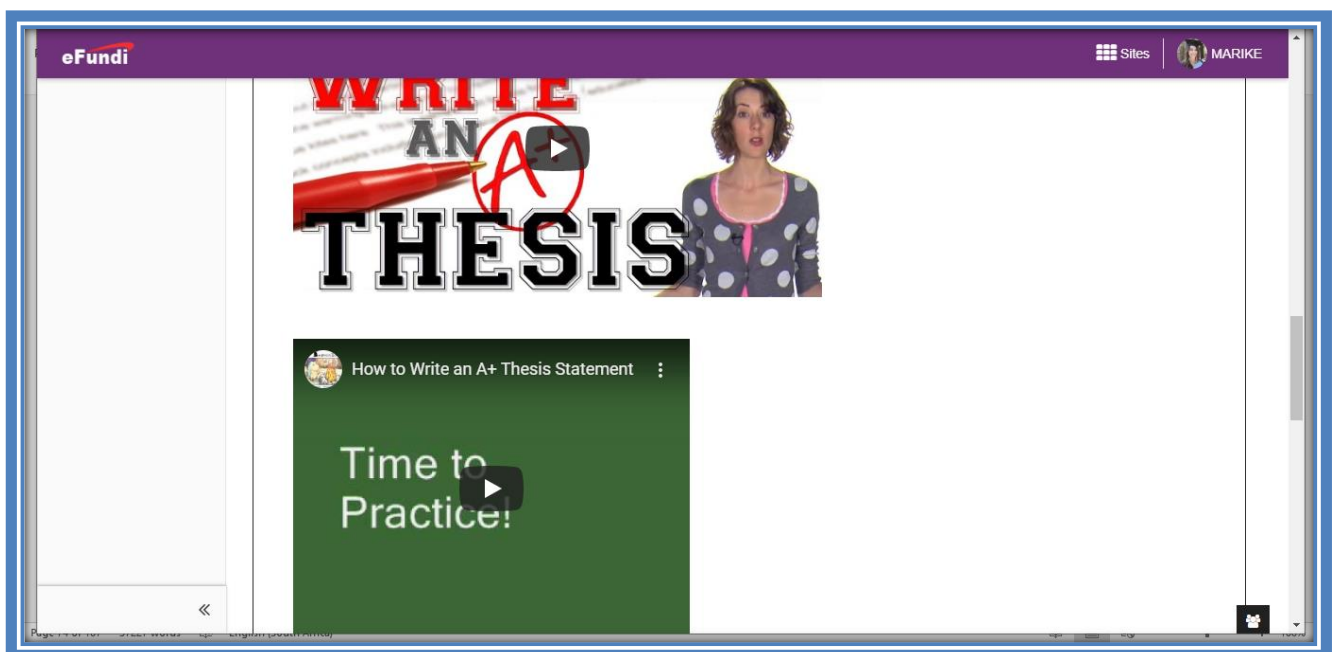 eFundi
Sites
MARIKE
WRITE
AN
A+
THESIS
How to Write an A+ Thesis Statement
Time to
Practice!